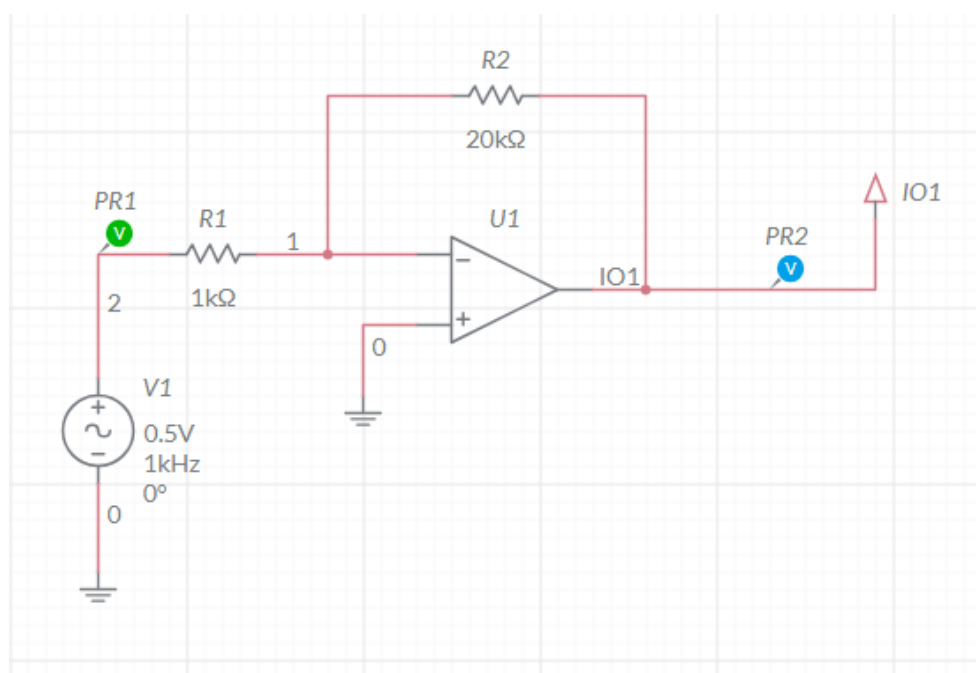 R2
20kΩ
PR1
V
R1
1
1kΩ
2
U1
−
+
IO1
0
PR2
V
IO1
V1
+
−
0.5V
1kHz
0°
0